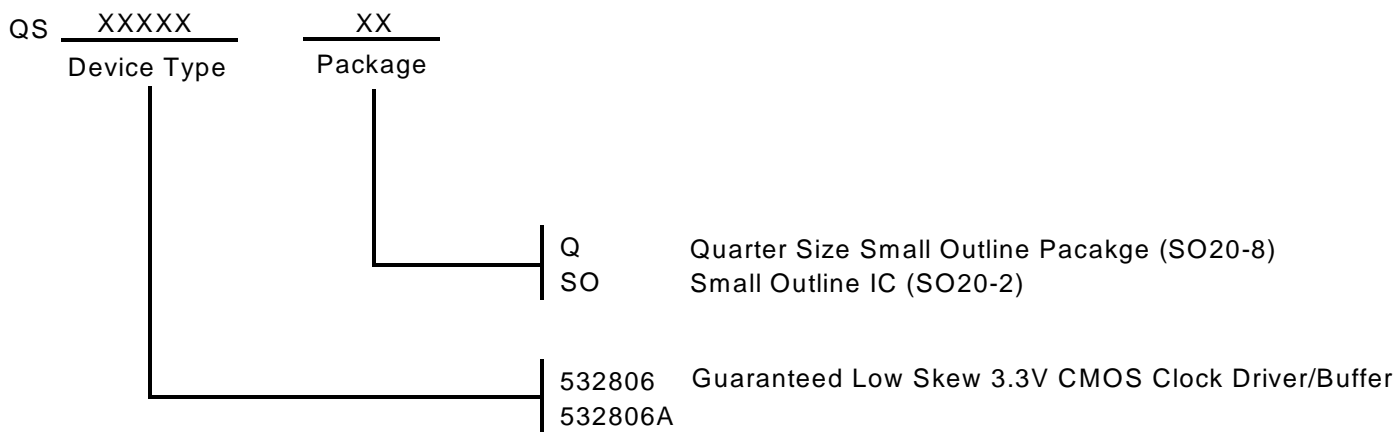 QS XXXXX XX
Device Type Package
Q Quarter Size Small Outline Pacakge (SO20-8)
SO Small Outline IC (SO20-2)
532806 Guaranteed Low Skew 3.3V CMOS Clock Driver/Buffer
532806A